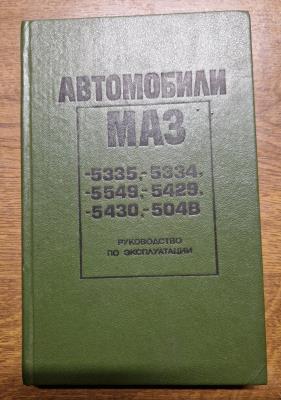 АВТОМОБИЛИ
МАЗ
-5335,-5334,
-5549,-5429,
-5430,-504В
РУКОВОДСТВО
ПО ЭКСПЛУАТАЦИИ